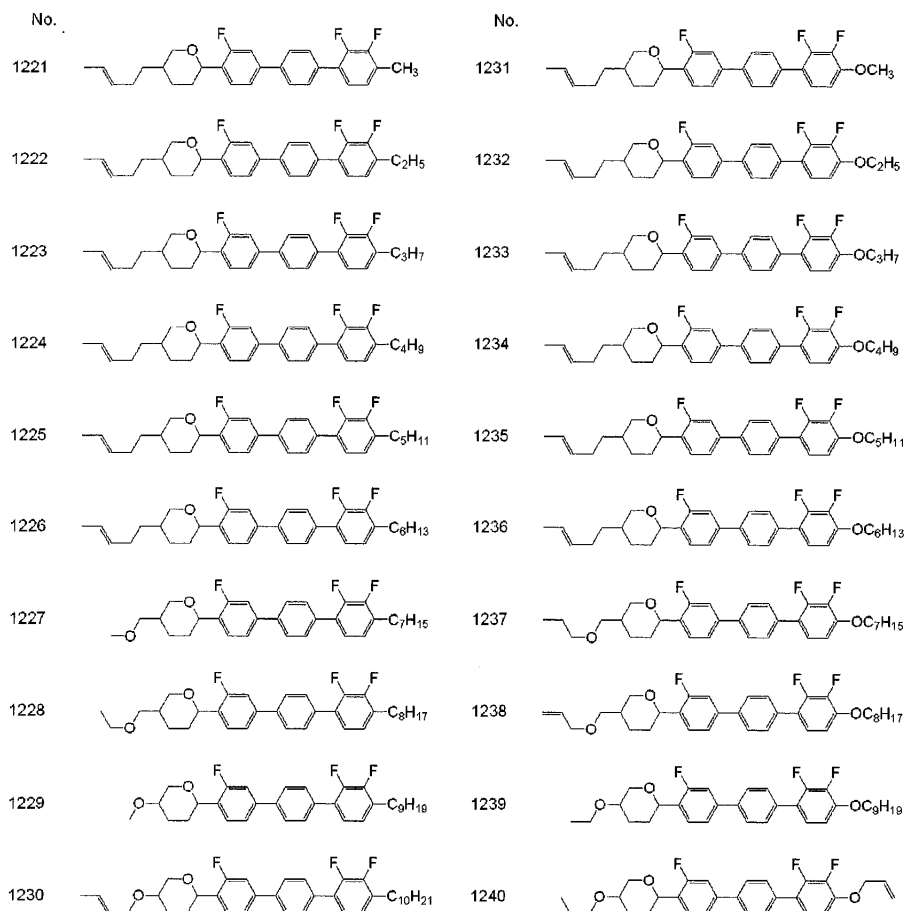 No.
No.
1221
O
F
F
F
CH3
1231
O
F
F
F
OCH3
1222
O
F
F
F
C2H5
1232
O
F
F
F
OC2H5
1223
O
F
F
F
C3H7
1233
O
F
F
F
OC3H7
1224
O
F
F
F
C4H9
1234
O
F
F
F
OC4H9
1225
O
F
F
F
C5H11
1235
O
F
F
F
OC5H11
1226
O
F
F
F
C6H13
1236
O
F
F
F
OC6H13
1227
O
O
F
F
F
C7H15
1237
O
O
F
F
F
OC7H15
1228
O
O
F
F
F
C8H17
1238
O
O
F
F
F
OC8H17
1229
O
O
F
F
F
C9H19
1239
O
O
F
F
F
OC9H19
1230
O
O
F
F
F
C10H21
1240
O
O
F
F
F
O